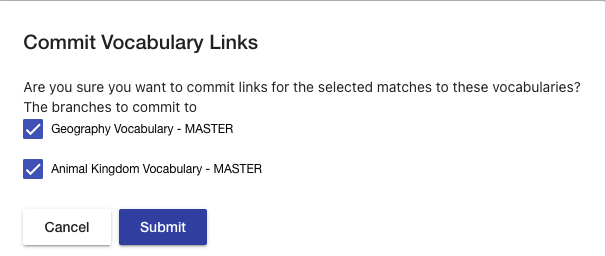 Commit Vocabulary Links
Are you sure you want to commit links for the selected matches to these vocabularies?
The branches to commit to
Geography Vocabulary - MASTER
Animal Kingdom Vocabulary - MASTER
Cancel Submit